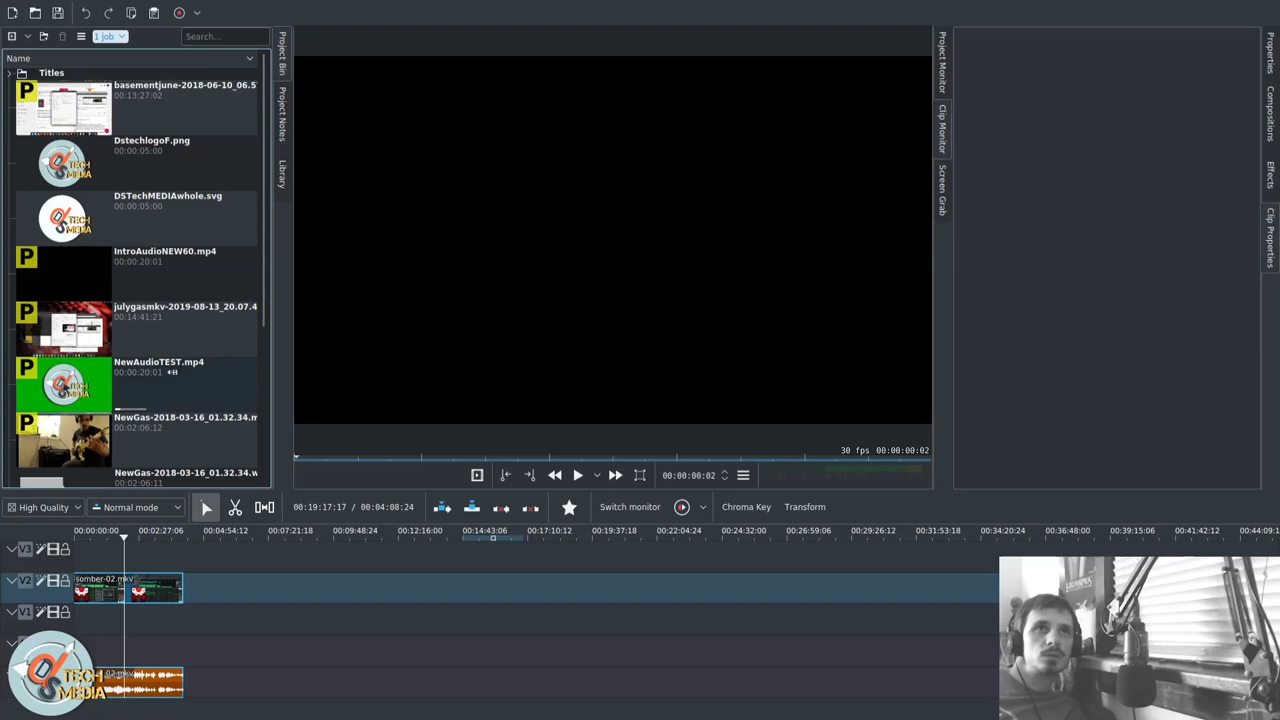 1 job
Search...
Name
Titles
P
basementjune-2018-06-10_06.5
00:13:27:02
DstechlogoF.png
00:00:05:00
DSTechMEDIAwhole.svg
00:00:05:00
P
IntroAudioNEW60.mp4
00:00:20:01
P
julygasmkv-2019-08-13_20.07.4
00:14:41:21
P
NewAudioTEST.mp4
00:00:20:01
P
NewGas-2018-03-16_01.32.34.m
00:02:06:12
NewGas-2018-03-16_01.32.34.w
00:02:06:11
Project Bin
Project Notes
Library
Project Monitor
Clip Monitor
Screen Grab
Properties
Compositions
Effects
Clip Properties
30 fps 00:00:00:02
00:00:00:02
High Quality
Normal mode
00:19:17:17 / 00:04:08:24
Switch monitor
Chroma Key
Transform
00:00:00:00 00:02:27:06 00:04:54:12 00:07:21:18 00:09:48:24 00:12:16:00 00:14:43:06 00:17:10:12 00:19:37:18 00:22:04:24 00:24:32:00 00:26:59:06 00:29:26:12 00:31:53:18 00:34:20:24 00:36:48:00 00:39:15:06 00:41:42:12 00:44:09:1
V3
V2
somber-02.mkv
V1
TECH
MEDIA